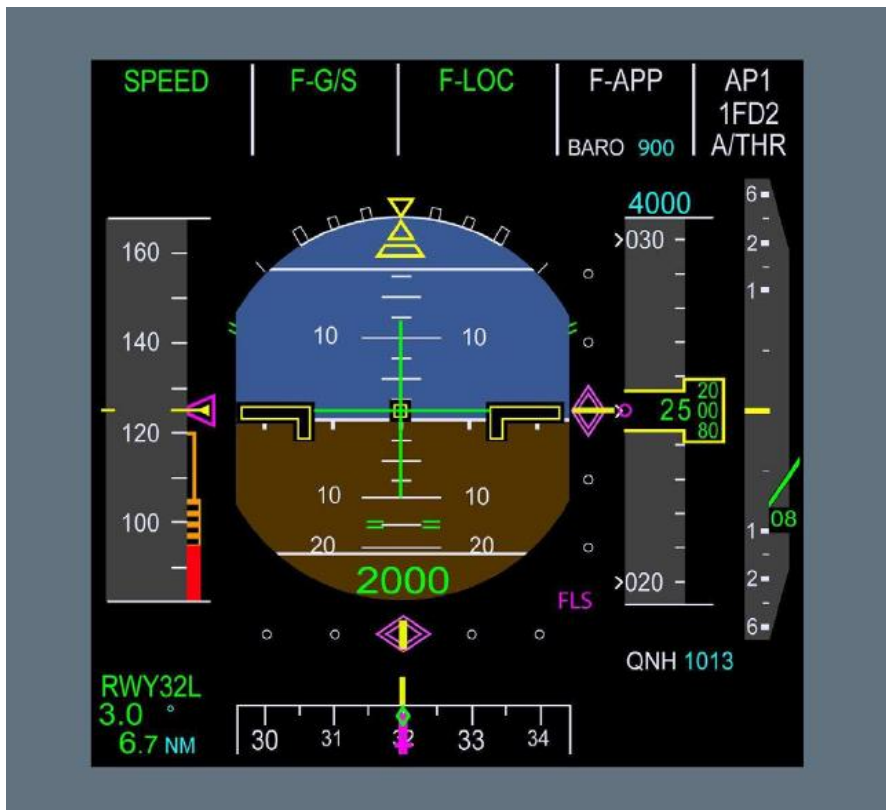 SPEED F-G/S F-LOC F-APP AP1
1FD2
BARO 900 A/THR
4000
6
160 >030 2
1
10 10
140
20
25 00
80
120
10 10
100 08
20 20 1
2000 >020 2
FLS
6
QNH 1013
RWY32L
3.0 °
6.7 NM
30 31 32 33 34